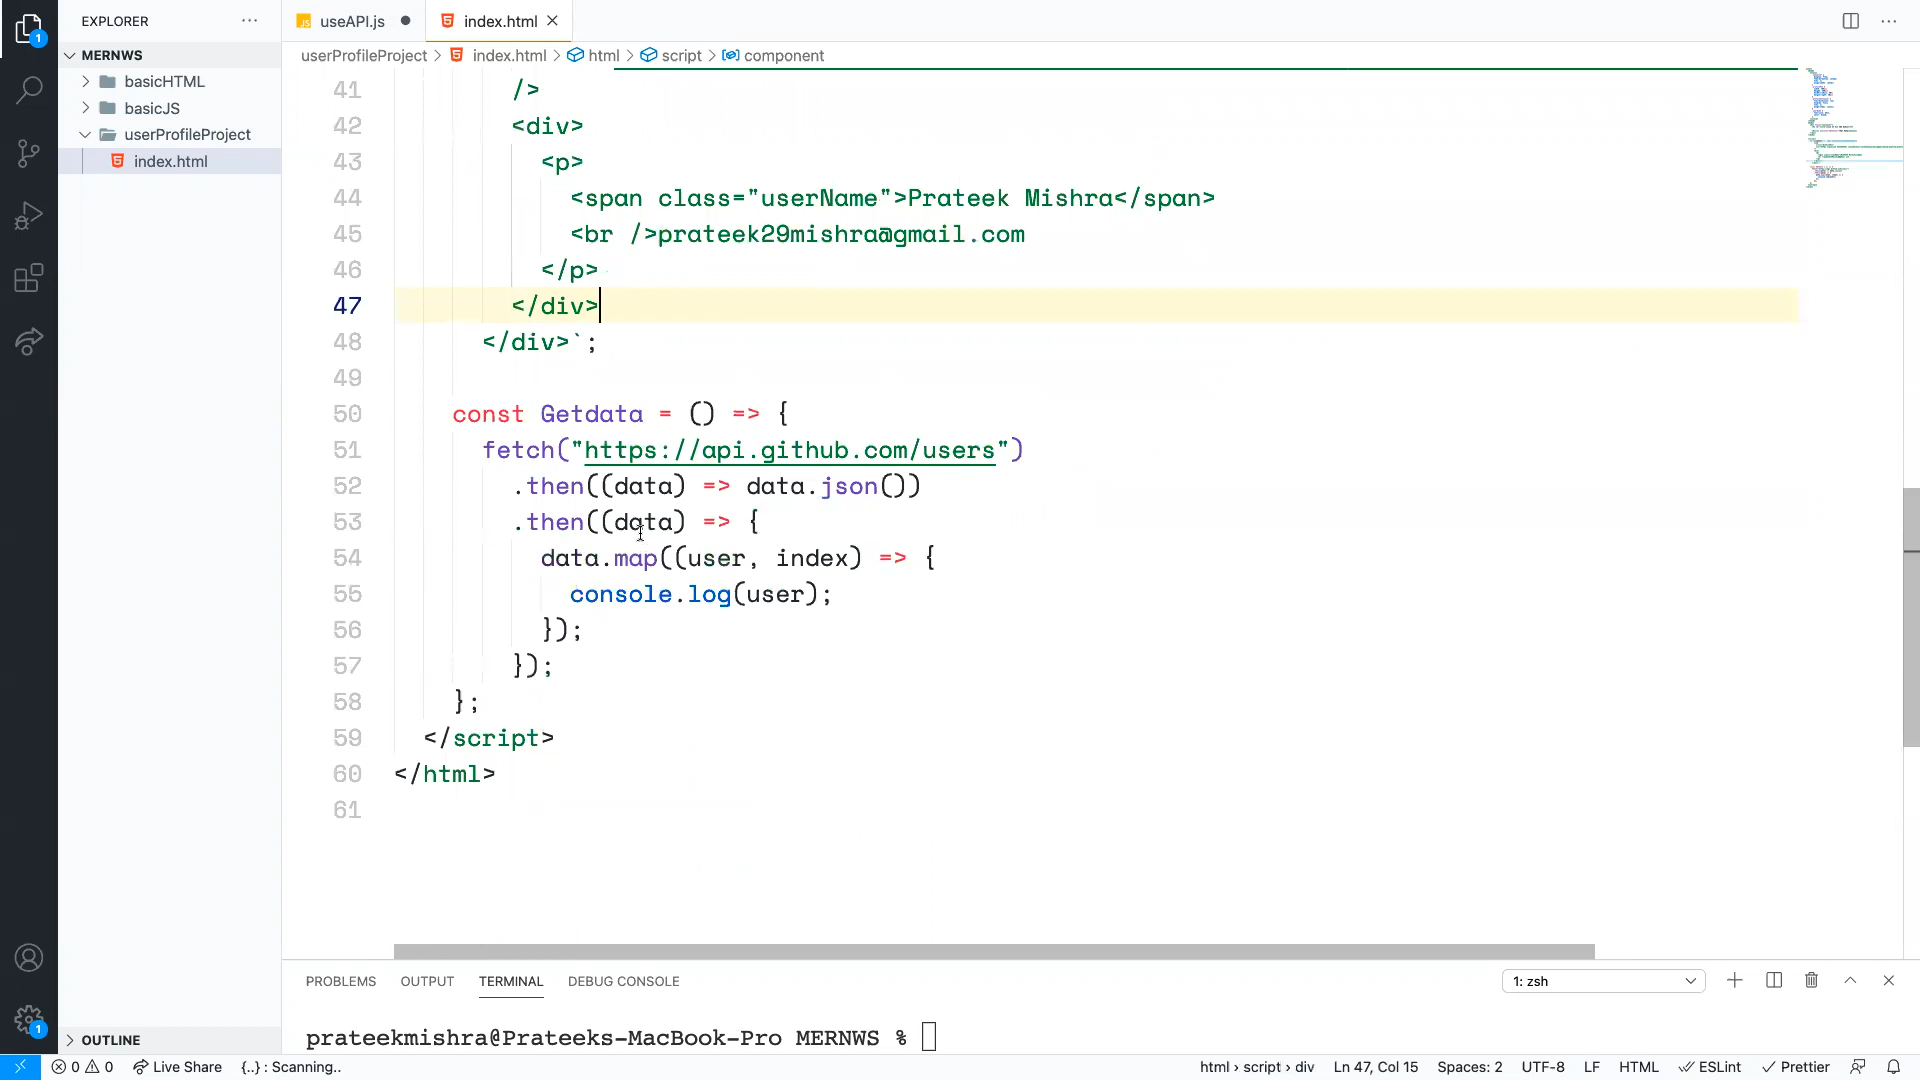 EXPLORER
MERNWS
basicHTML
basicJS
userProfileProject
index.html
OUTLINE
useAPI.js
index.html
userProfileProject > index.html > html > script > component
41 />
42 <div>
43 <p>
44 <span class="userName">Prateek Mishra</span>
45 <br />prateek29mishra@gmail.com
46 </p>
47 </div>
48 </div>`;
49
50 const Getdata = () => {
51 fetch("https://api.github.com/users")
52 .then((data) => data.json())
53 .then((data) => {
54 data.map((user, index) => {
55 console.log(user);
56 });
57 });
58 };
59 </script>
60 </html>
61
PROBLEMS OUTPUT TERMINAL DEBUG CONSOLE 1: zsh
prateekmishra@Prateeks-MacBook-Pro MERNWS %
0 0 Live Share {..} : Scanning.. html › script › div Ln 47, Col 15 Spaces: 2 UTF-8 LF HTML ESLint Prettier